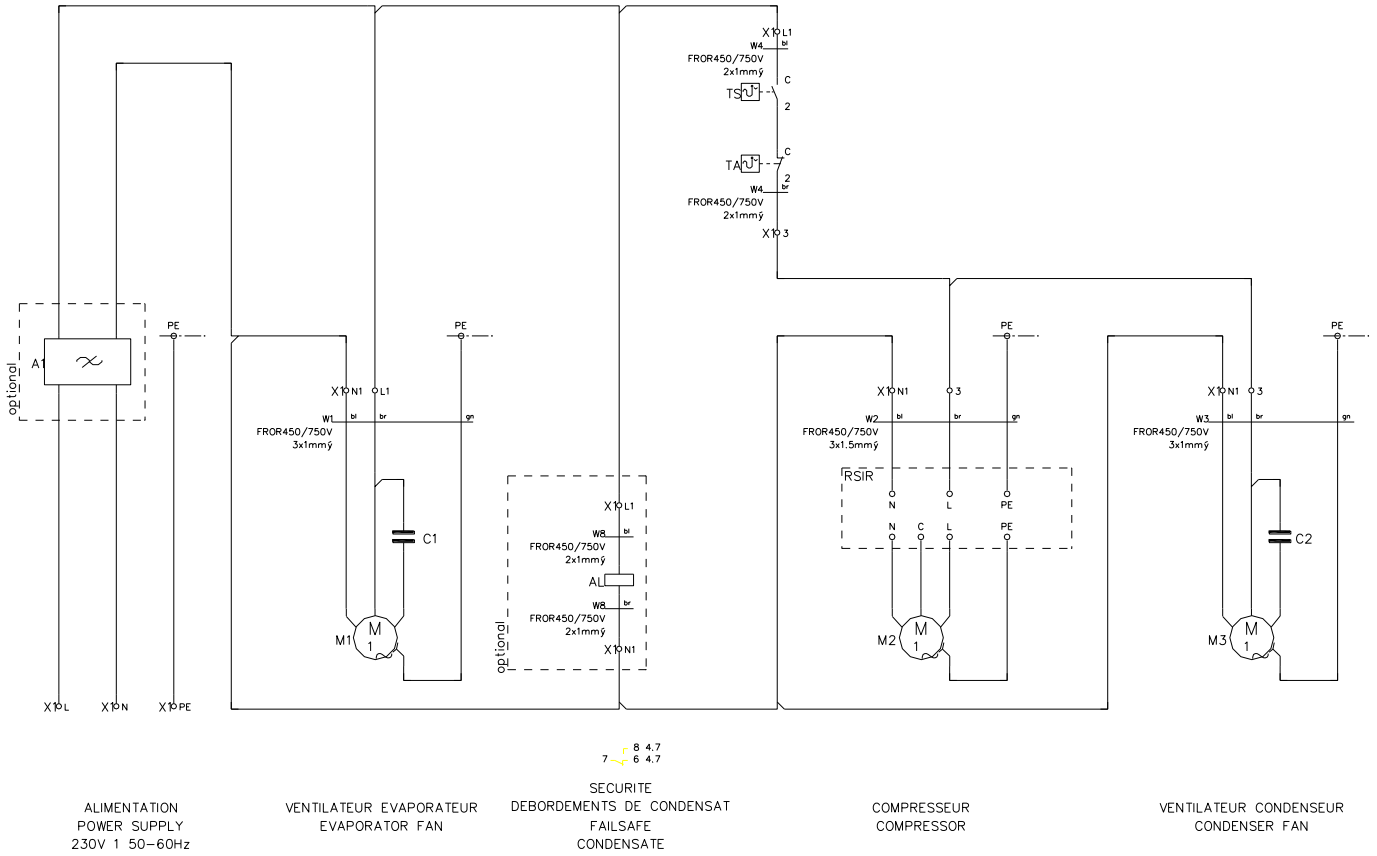 X1 L1
W4 bl
FROR450/750V
2x1mmý
C
TS
2
C
TA
2
W4 br
FROR450/750V
2x1mmý
X1 3
PE
PE
PE
PE
A1
optional
X1 N1 L1
X1 N1 3
X1 N1 3
W1 bl br gn
FROR450/750V
3x1mmý
W2 bl br gn
FROR450/750V
3x1.5mmý
W3 bl br gn
FROR450/750V
3x1mmý
RSIR
N L PE
N C L PE
X1 L1
W8 bl
FROR450/750V
2x1mmý
AL
W8 br
FROR450/750V
2x1mmý
X1 N1
optional
C1
C2
M1 M 1
M2 M 1
M3 M 1
X1 L X1 N X1 PE
8 4.7
7 6 4.7
ALIMENTATION
POWER SUPPLY
230V 1 50-60Hz
VENTILATEUR EVAPORATEUR
EVAPORATOR FAN
SECURITE
DEBORDEMENTS DE CONDENSAT
FAILSAFE
CONDENSATE
COMPRESSEUR
COMPRESSOR
VENTILATEUR CONDENSEUR
CONDENSER FAN